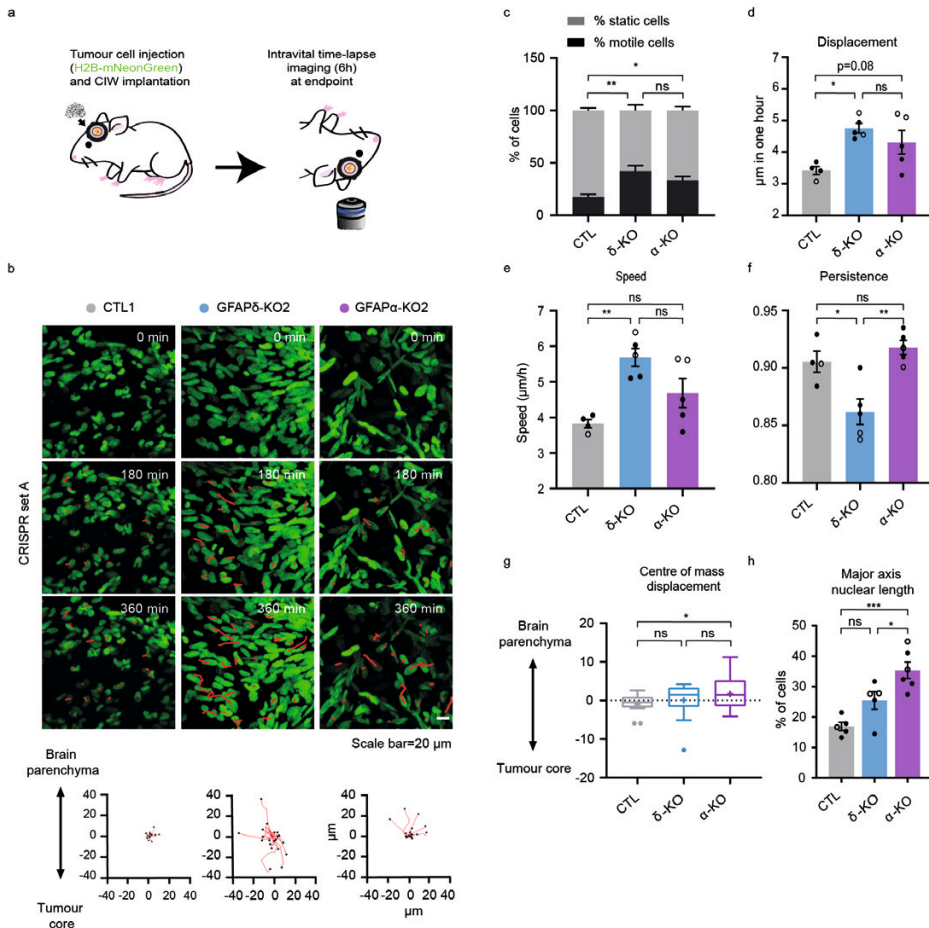 a
Tumour cell injection
(H2B-mNeonGreen)
and CIW implantation
Intravital time-lapse
imaging (6h)
at endpoint
b
CTL1
GFAPδ-KO2
GFAPα-KO2
CRISPR set A
0 min
0 min
0 min
180 min
180 min
180 min
360 min
360 min
360 min
Scale bar=20 µm
Brain
parenchyma
Tumour
core
40
20
0
-20
-40
-40 -20 0 20 40
40
20
0
-20
-40
-40 -20 0 20 40
µm
40
20
0
-20
-40
-40 -20 0 20 40
µm
c
% static cells
% motile cells
*
**
ns
% of cells
100
50
0
CTL
δ-KO
α-KO
d
Displacement
p=0.08
*
ns
µm in one hour
6
5
4
3
2
CTL
δ-KO
α-KO
e
Speed
ns
**
ns
Speed (µm/h)
8
6
4
2
CTL
δ-KO
α-KO
f
Persistence
ns
*
**
0.95
0.90
0.85
0.80
CTL
δ-KO
α-KO
g
Centre of mass
displacement
Brain
parenchyma
Tumour core
*
ns
ns
20
10
0
-10
-20
CTL
δ-KO
α-KO
h
Major axis
nuclear length
***
ns
*
% of cells
50
40
30
20
10
0
CTL
δ-KO
α-KO